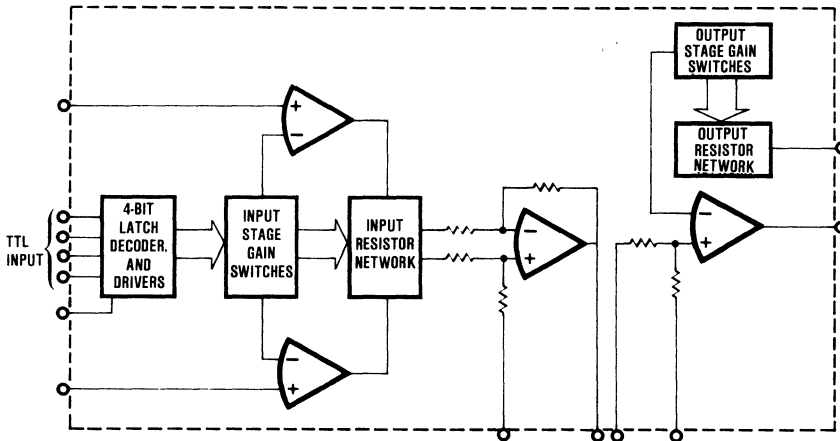 OUTPUT
STAGE GAIN
SWITCHES
OUTPUT
RESISTOR
NETWORK
+
−
TTL
INPUT
4-BIT
LATCH
DECODER,
AND
DRIVERS
INPUT
STAGE
GAIN
SWITCHES
INPUT
RESISTOR
NETWORK
−
+
−
+
−
+